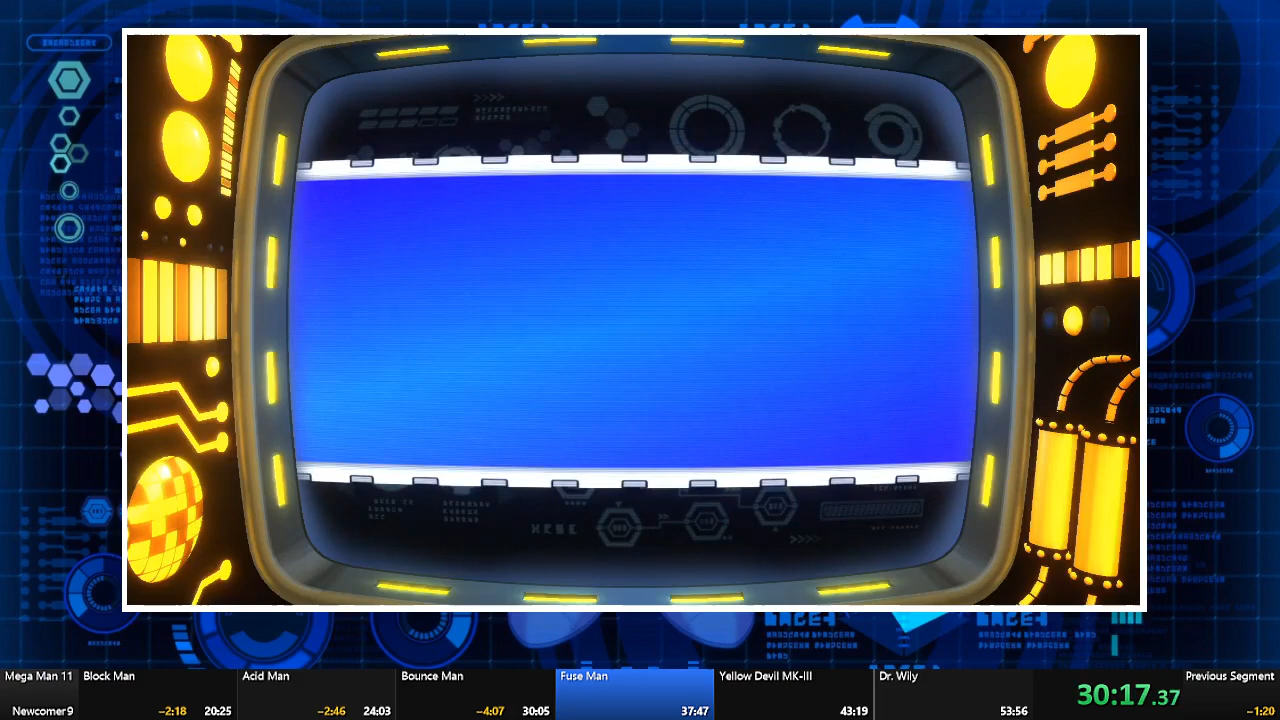 Mega Man 11 Block Man Acid Man Bounce Man Fuse Man Yellow Devil MK-III Dr. Wily 30:17.37 Previous Segment
Newcomer9 −2:18 20:25 −2:46 24:03 −4:07 30:05 37:47 43:19 53:56 −1:20